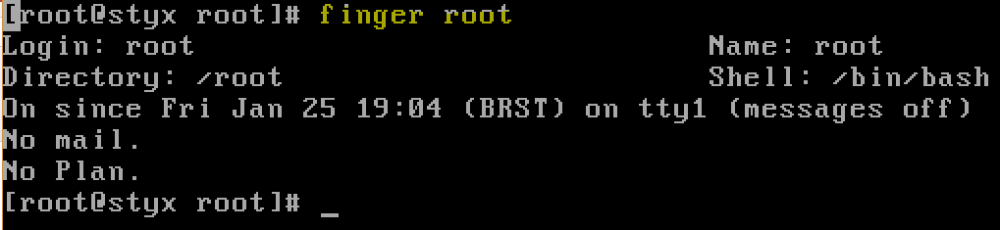 [root@styx root]# finger root
Login: root Name: root
Directory: /root Shell: /bin/bash
On since Fri Jan 25 19:04 (BRST) on tty1 (messages off)
No mail.
No Plan.
[root@styx root]# _